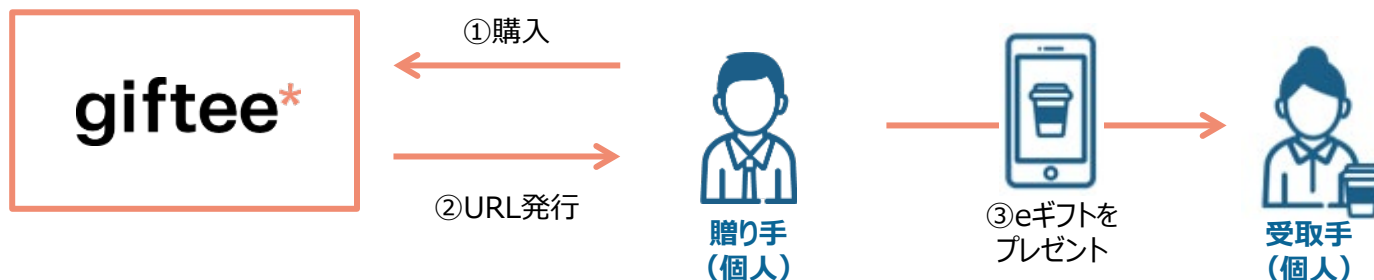 ①購入
giftee*
②URL発行
贈り手
（個人）
③eギフトを
プレゼント
受取手
（個人）